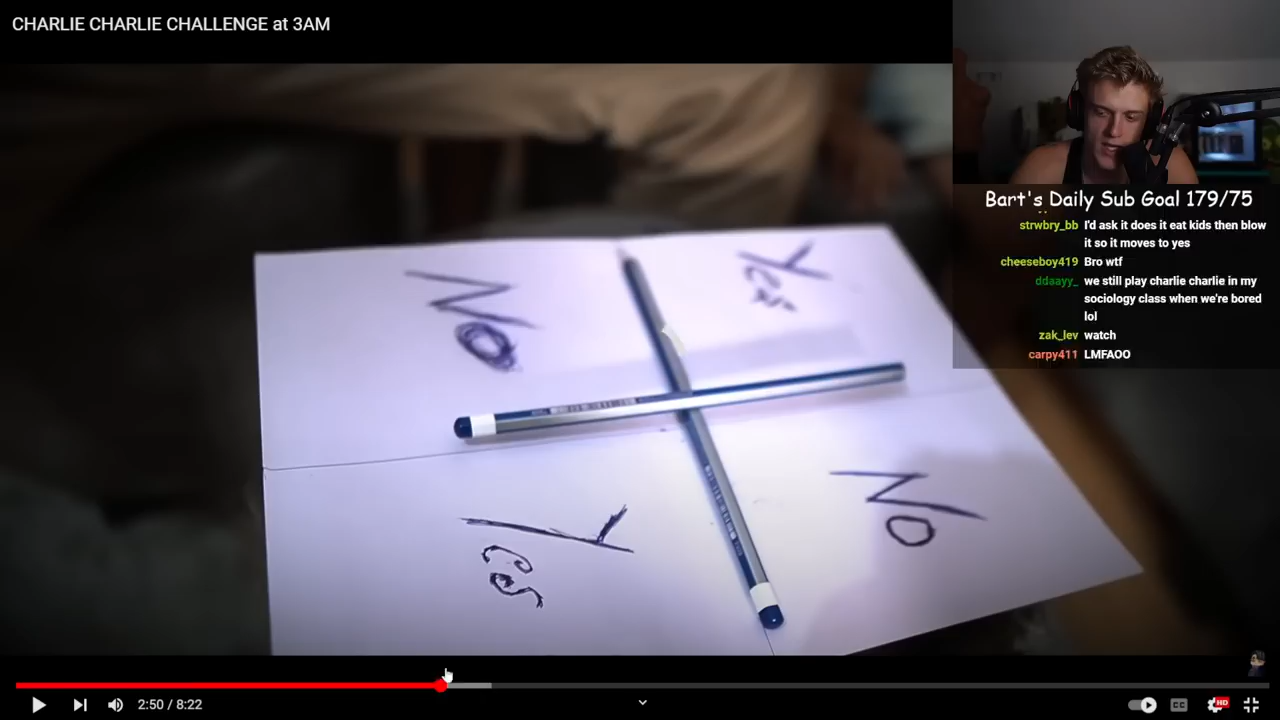 CHARLIE CHARLIE CHALLENGE at 3AM
No
Yes
Yes
No
Bart's Daily Sub Goal 179/75
strwbry_bb I'd ask it does it eat kids then blow
it so it moves to yes
cheeseboy419 Bro wtf
ddaayy_ we still play charlie charlie in my
sociology class when we're bored
lol
zak_lev watch
carpy411 LMFAOO
2:50 / 8:22
CC
HD